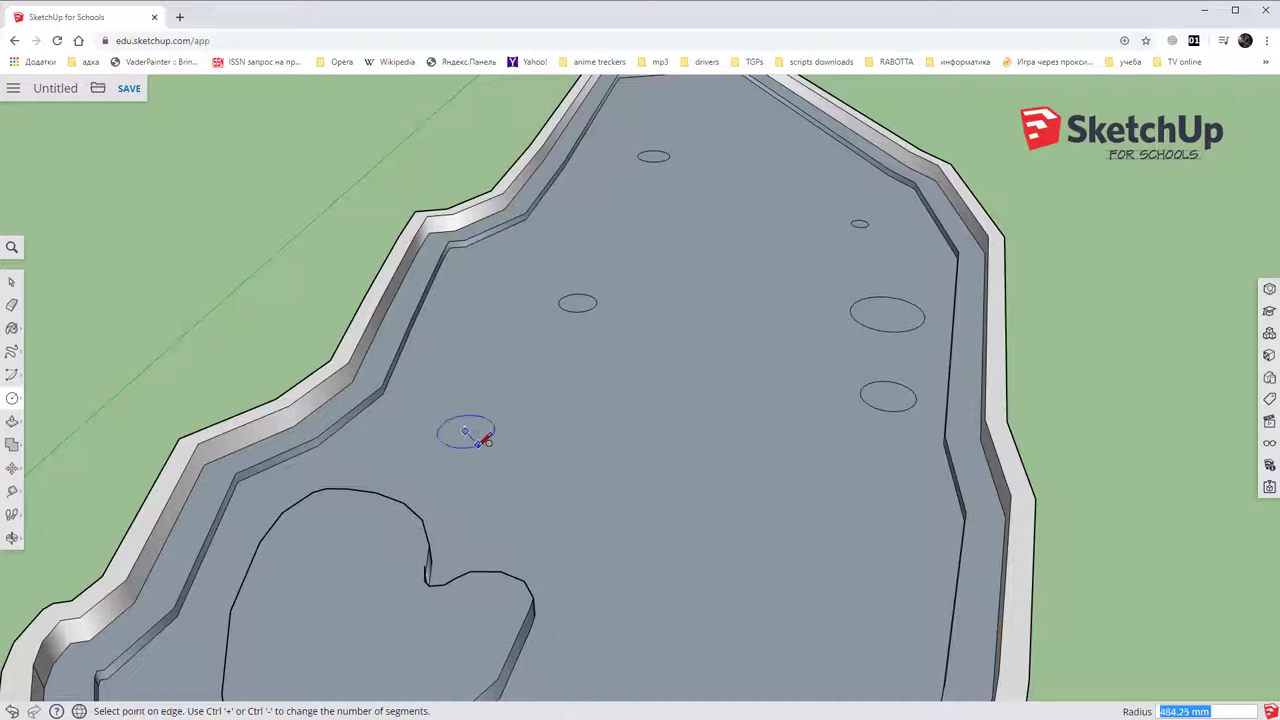 SketchUp for Schools
edu.sketchup.com/app
01
Додатки
адка
VaderPainter :: Brin...
ISSN запрос на пр...
Opera
Wikipedia
Яндекс.Панель
Yahoo!
anime treckers
mp3
drivers
TGPs
scripts downloads
RABOTTA
информатика
Игра через прокси...
учеба
TV online
»
Untitled
SAVE
SketchUp
FOR SCHOOLS
Select point on edge. Use Ctrl '+' or Ctrl '-' to change the number of segments.
Radius
484.25 mm